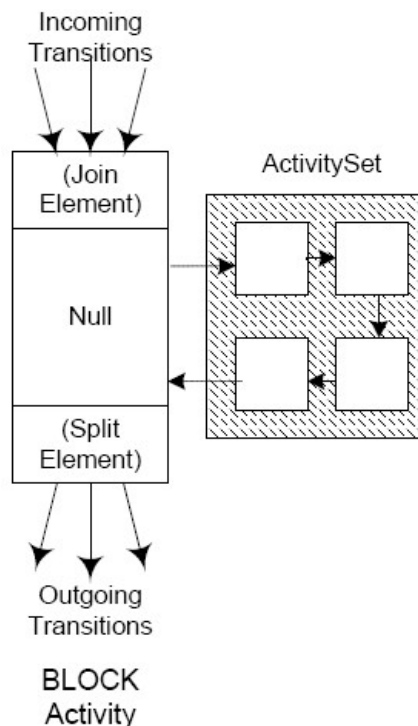 Incoming
Transitions
(Join
Element)
ActivitySet
Null
(Split
Element)
Outgoing
Transitions
BLOCK
Activity